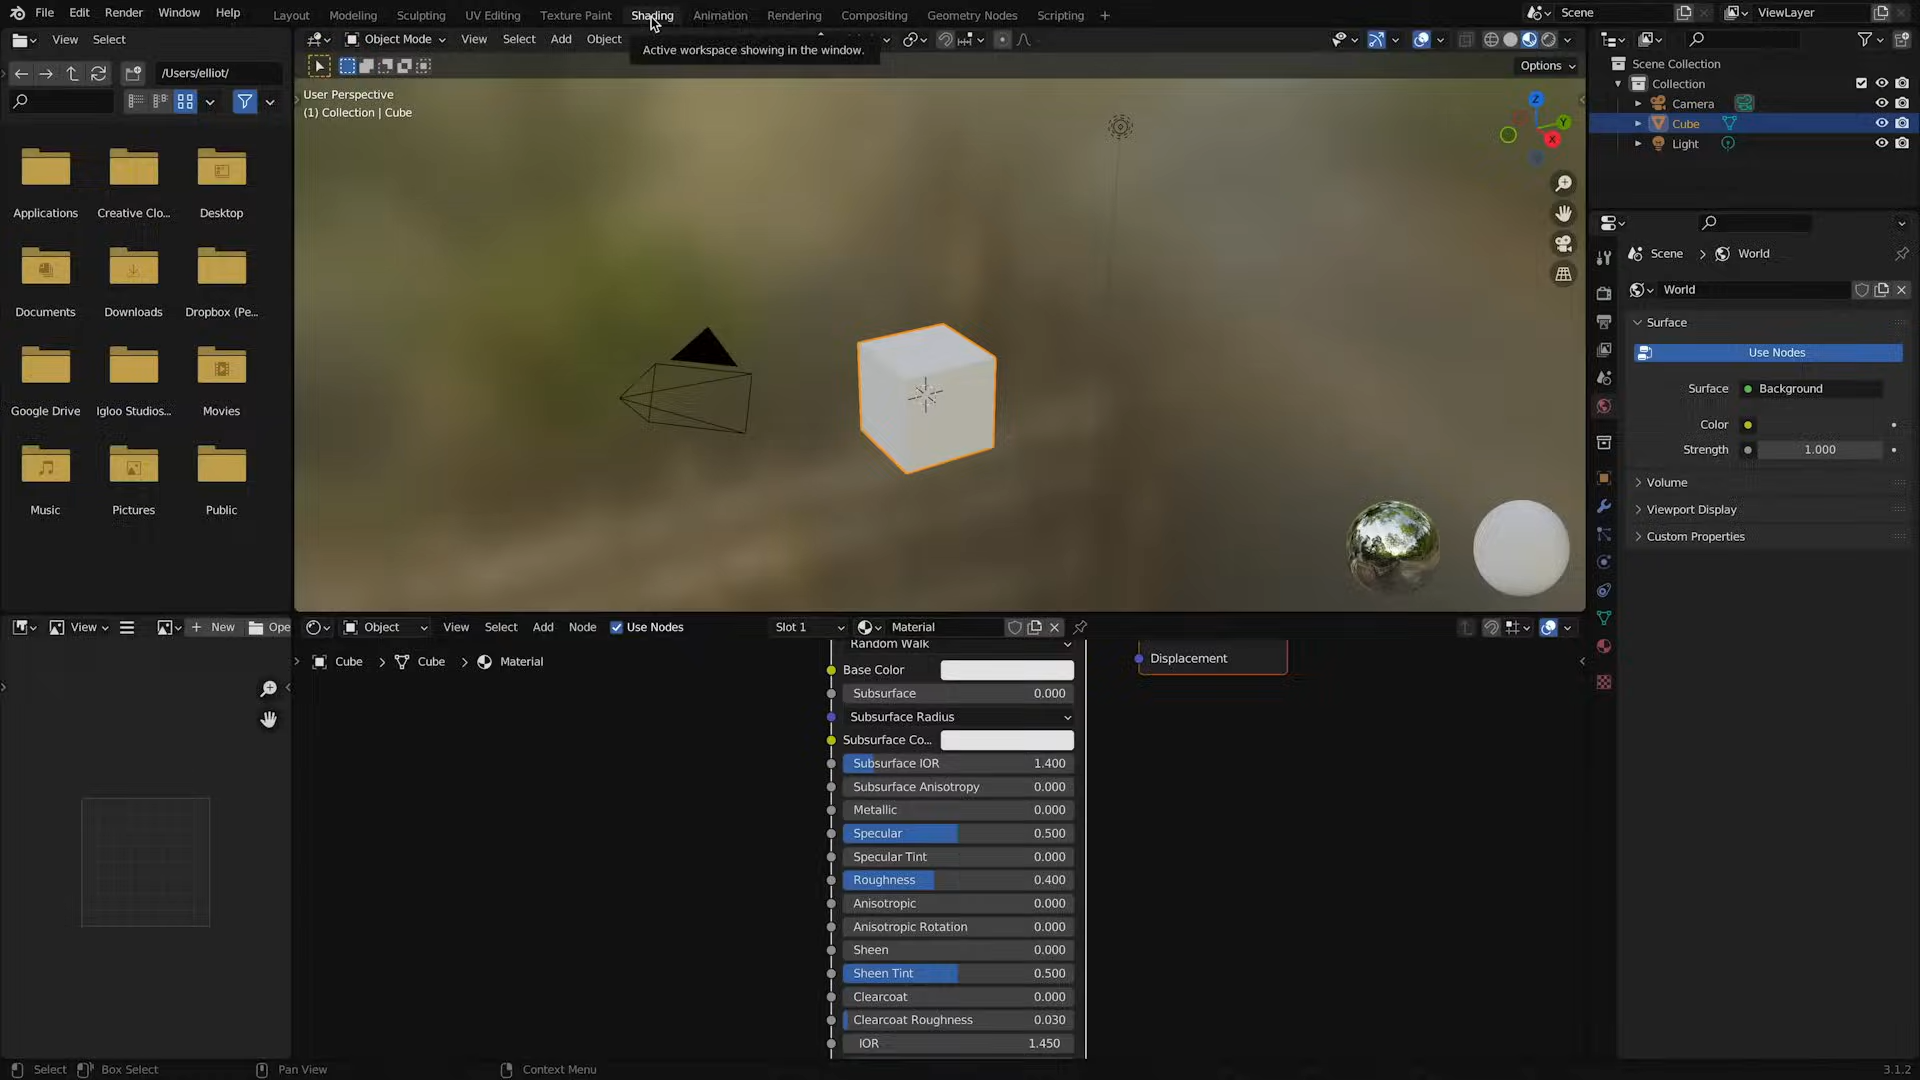 File Edit Render Window Help Layout Modeling Sculpting UV Editing Texture Paint Shading Animation Rendering Compositing Geometry Nodes Scripting + Scene ViewLayer
View Select
Object Mode View Select Add Object
Active workspace showing in the window.
/Users/elliot/
Options
User Perspective
(1) Collection | Cube
Z
Y
X
Applications Creative Clo... Desktop
Documents Downloads Dropbox (Pe...
Google Drive Igloo Studios... Movies
Music Pictures Public
Scene Collection
Collection
Camera
Cube
Light
Scene > World
World
Surface
Use Nodes
Surface Background
Color
Strength 1.000
Volume
Viewport Display
Custom Properties
View + New Ope
Object View Select Add Node Use Nodes Slot 1 Material
Cube > Cube > Material
Random Walk
Base Color
Subsurface 0.000
Subsurface Radius
Subsurface Co...
Subsurface IOR 1.400
Subsurface Anisotropy 0.000
Metallic 0.000
Specular 0.500
Specular Tint 0.000
Roughness 0.400
Anisotropic 0.000
Anisotropic Rotation 0.000
Sheen 0.000
Sheen Tint 0.500
Clearcoat 0.000
Clearcoat Roughness 0.030
IOR 1.450
Displacement
Select Box Select Pan View Context Menu 3.1.2